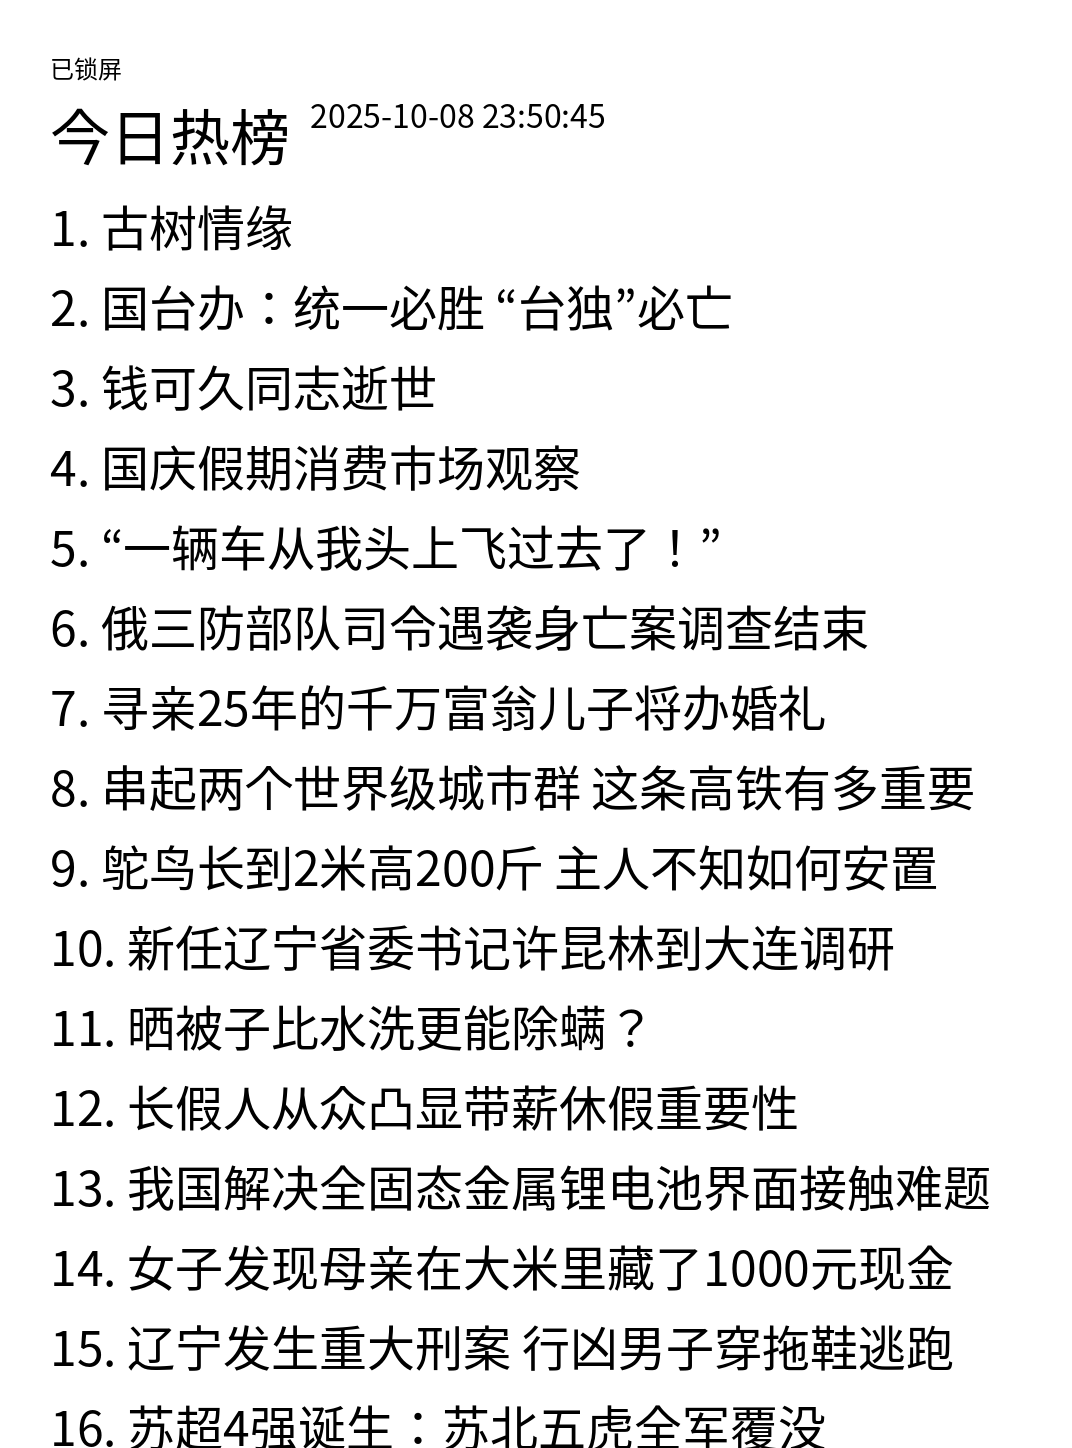 已锁屏
今日热榜 2025-10-08 23:50:45
1. 古树情缘
2. 国台办：统一必胜 “台独”必亡
3. 钱可久同志逝世
4. 国庆假期消费市场观察
5. “一辆车从我头上飞过去了！”
6. 俄三防部队司令遇袭身亡案调查结束
7. 寻亲25年的千万富翁儿子将办婚礼
8. 串起两个世界级城市群 这条高铁有多重要
9. 鸵鸟长到2米高200斤 主人不知如何安置
10. 新任辽宁省委书记许昆林到大连调研
11. 晒被子比水洗更能除螨？
12. 长假人从众凸显带薪休假重要性
13. 我国解决全固态金属锂电池界面接触难题
14. 女子发现母亲在大米里藏了1000元现金
15. 辽宁发生重大刑案 行凶男子穿拖鞋逃跑
16. 苏超4强诞生：苏北五虎全军覆没